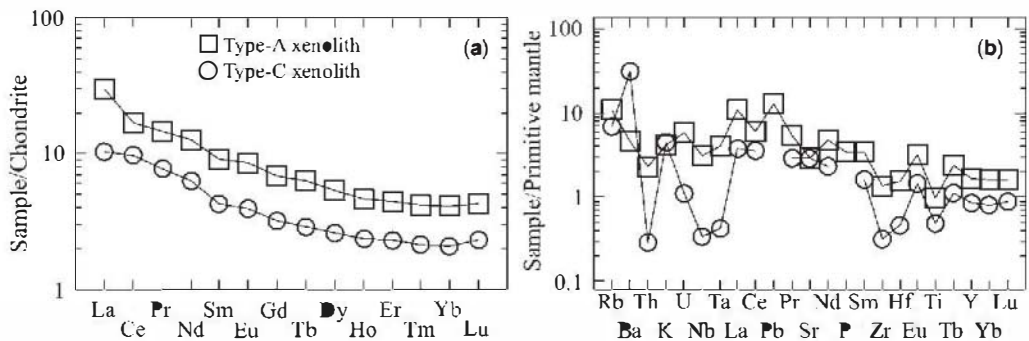 Sample/Chondrite
100
10
1
Type-A xenolith
Type-C xenolith
(a)
La Pr Sm Gd Dy Er Yb
Ce Nd Eu Tb Ho Tm Lu
Sample/Primitive mantle
100
10
1
0.1
(b)
Rb Th U Ta Ce Pr Nd Sm Hf Ti Y Lu
Ba K Nb La Pb Sr P Zr Eu Tb Yb